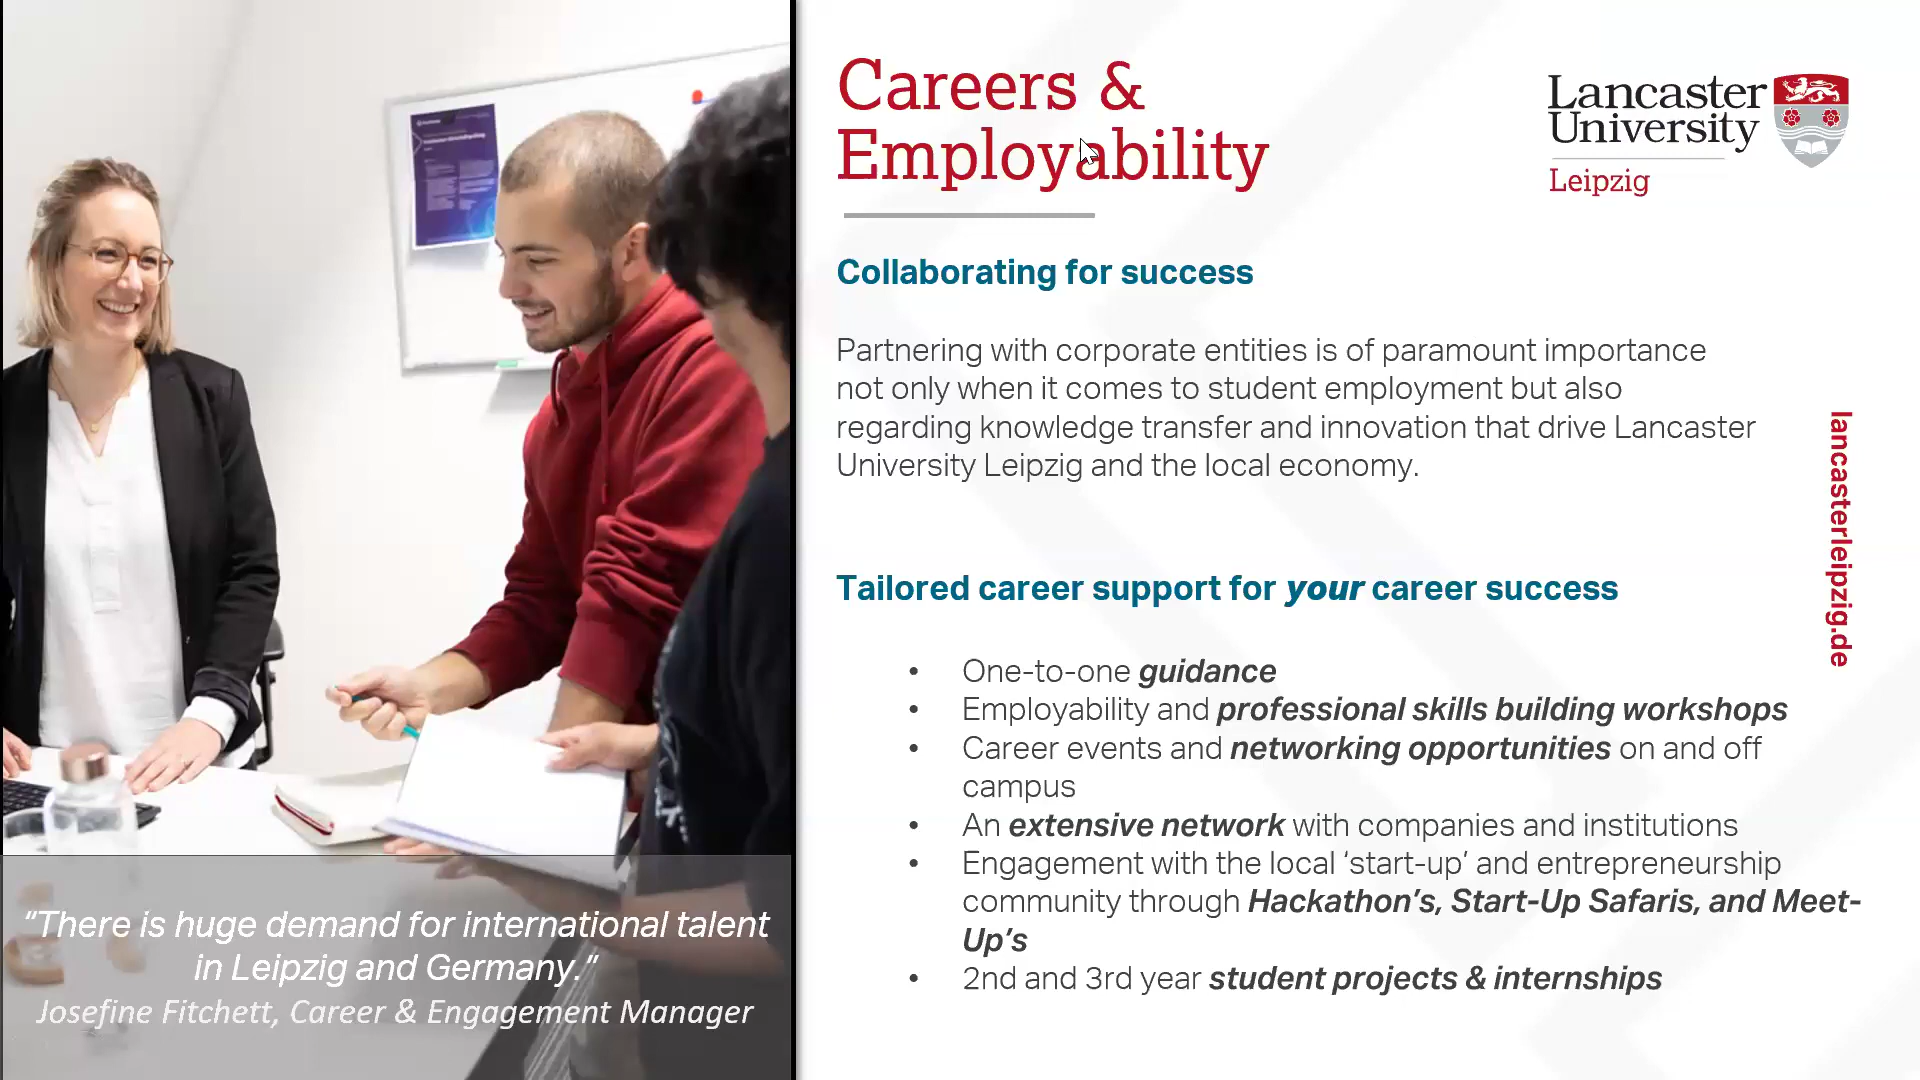 Careers &
Employability
Lancaster
University
Leipzig
Collaborating for success
Partnering with corporate entities is of paramount importance
not only when it comes to student employment but also
regarding knowledge transfer and innovation that drive Lancaster
University Leipzig and the local economy.
Tailored career support for your career success
• One-to-one guidance
• Employability and professional skills building workshops
• Career events and networking opportunities on and off
campus
• An extensive network with companies and institutions
• Engagement with the local ‘start-up’ and entrepreneurship
community through Hackathon’s, Start-Up Safaris, and Meet-
Up’s
• 2nd and 3rd year student projects & internships
lancasterleipzig.de
“There is huge demand for international talent
in Leipzig and Germany.”
Josefine Fitchett, Career & Engagement Manager